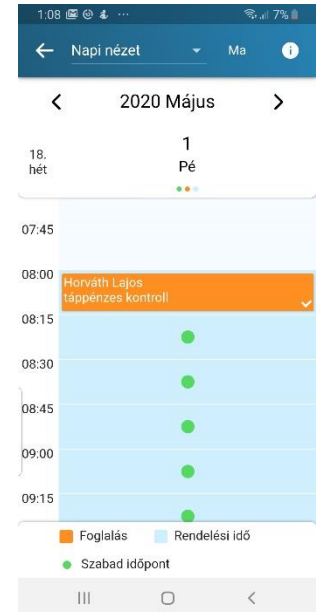 1:08 7%
Napi nézet Ma
2020 Május
18.
hét
1
Pé
07:45
08:00
Horváth Lajos
táppénzes kontroll
08:15
08:30
08:45
09:00
09:15
Foglalás Rendelési idő
Szabad időpont